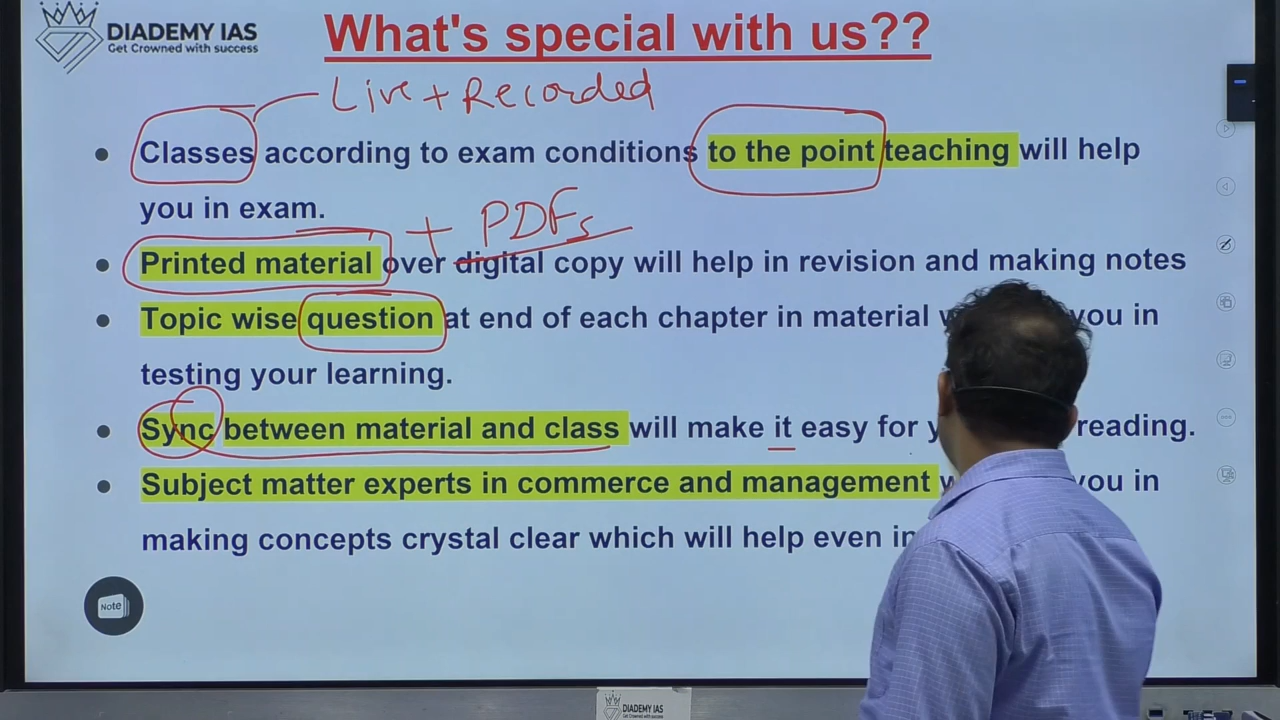 DIADEMY IAS
Get Crowned with success
What's special with us??
Live + Recorded
Classes according to exam conditions to the point teaching will help
you in exam.
+ PDFs
Printed material over digital copy will help in revision and making notes
Topic wise question at end of each chapter in material you in
testing your learning.
Sync between material and class will make it easy for reading.
Subject matter experts in commerce and management you in
making concepts crystal clear which will help even in
Note
DIADEMY IAS
Get Crowned with success